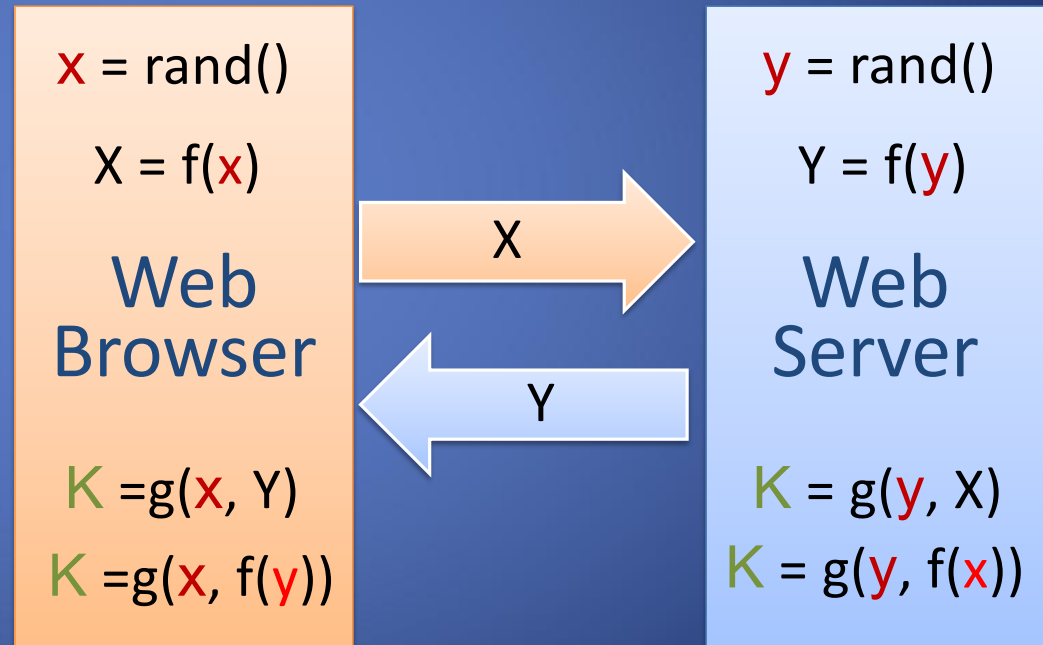 x = rand()
X = f(x)
Web
Browser
K =g(x, Y)
K =g(x, f(y))
X
Y
y = rand()
Y = f(y)
Web
Server
K = g(y, X)
K = g(y, f(x))